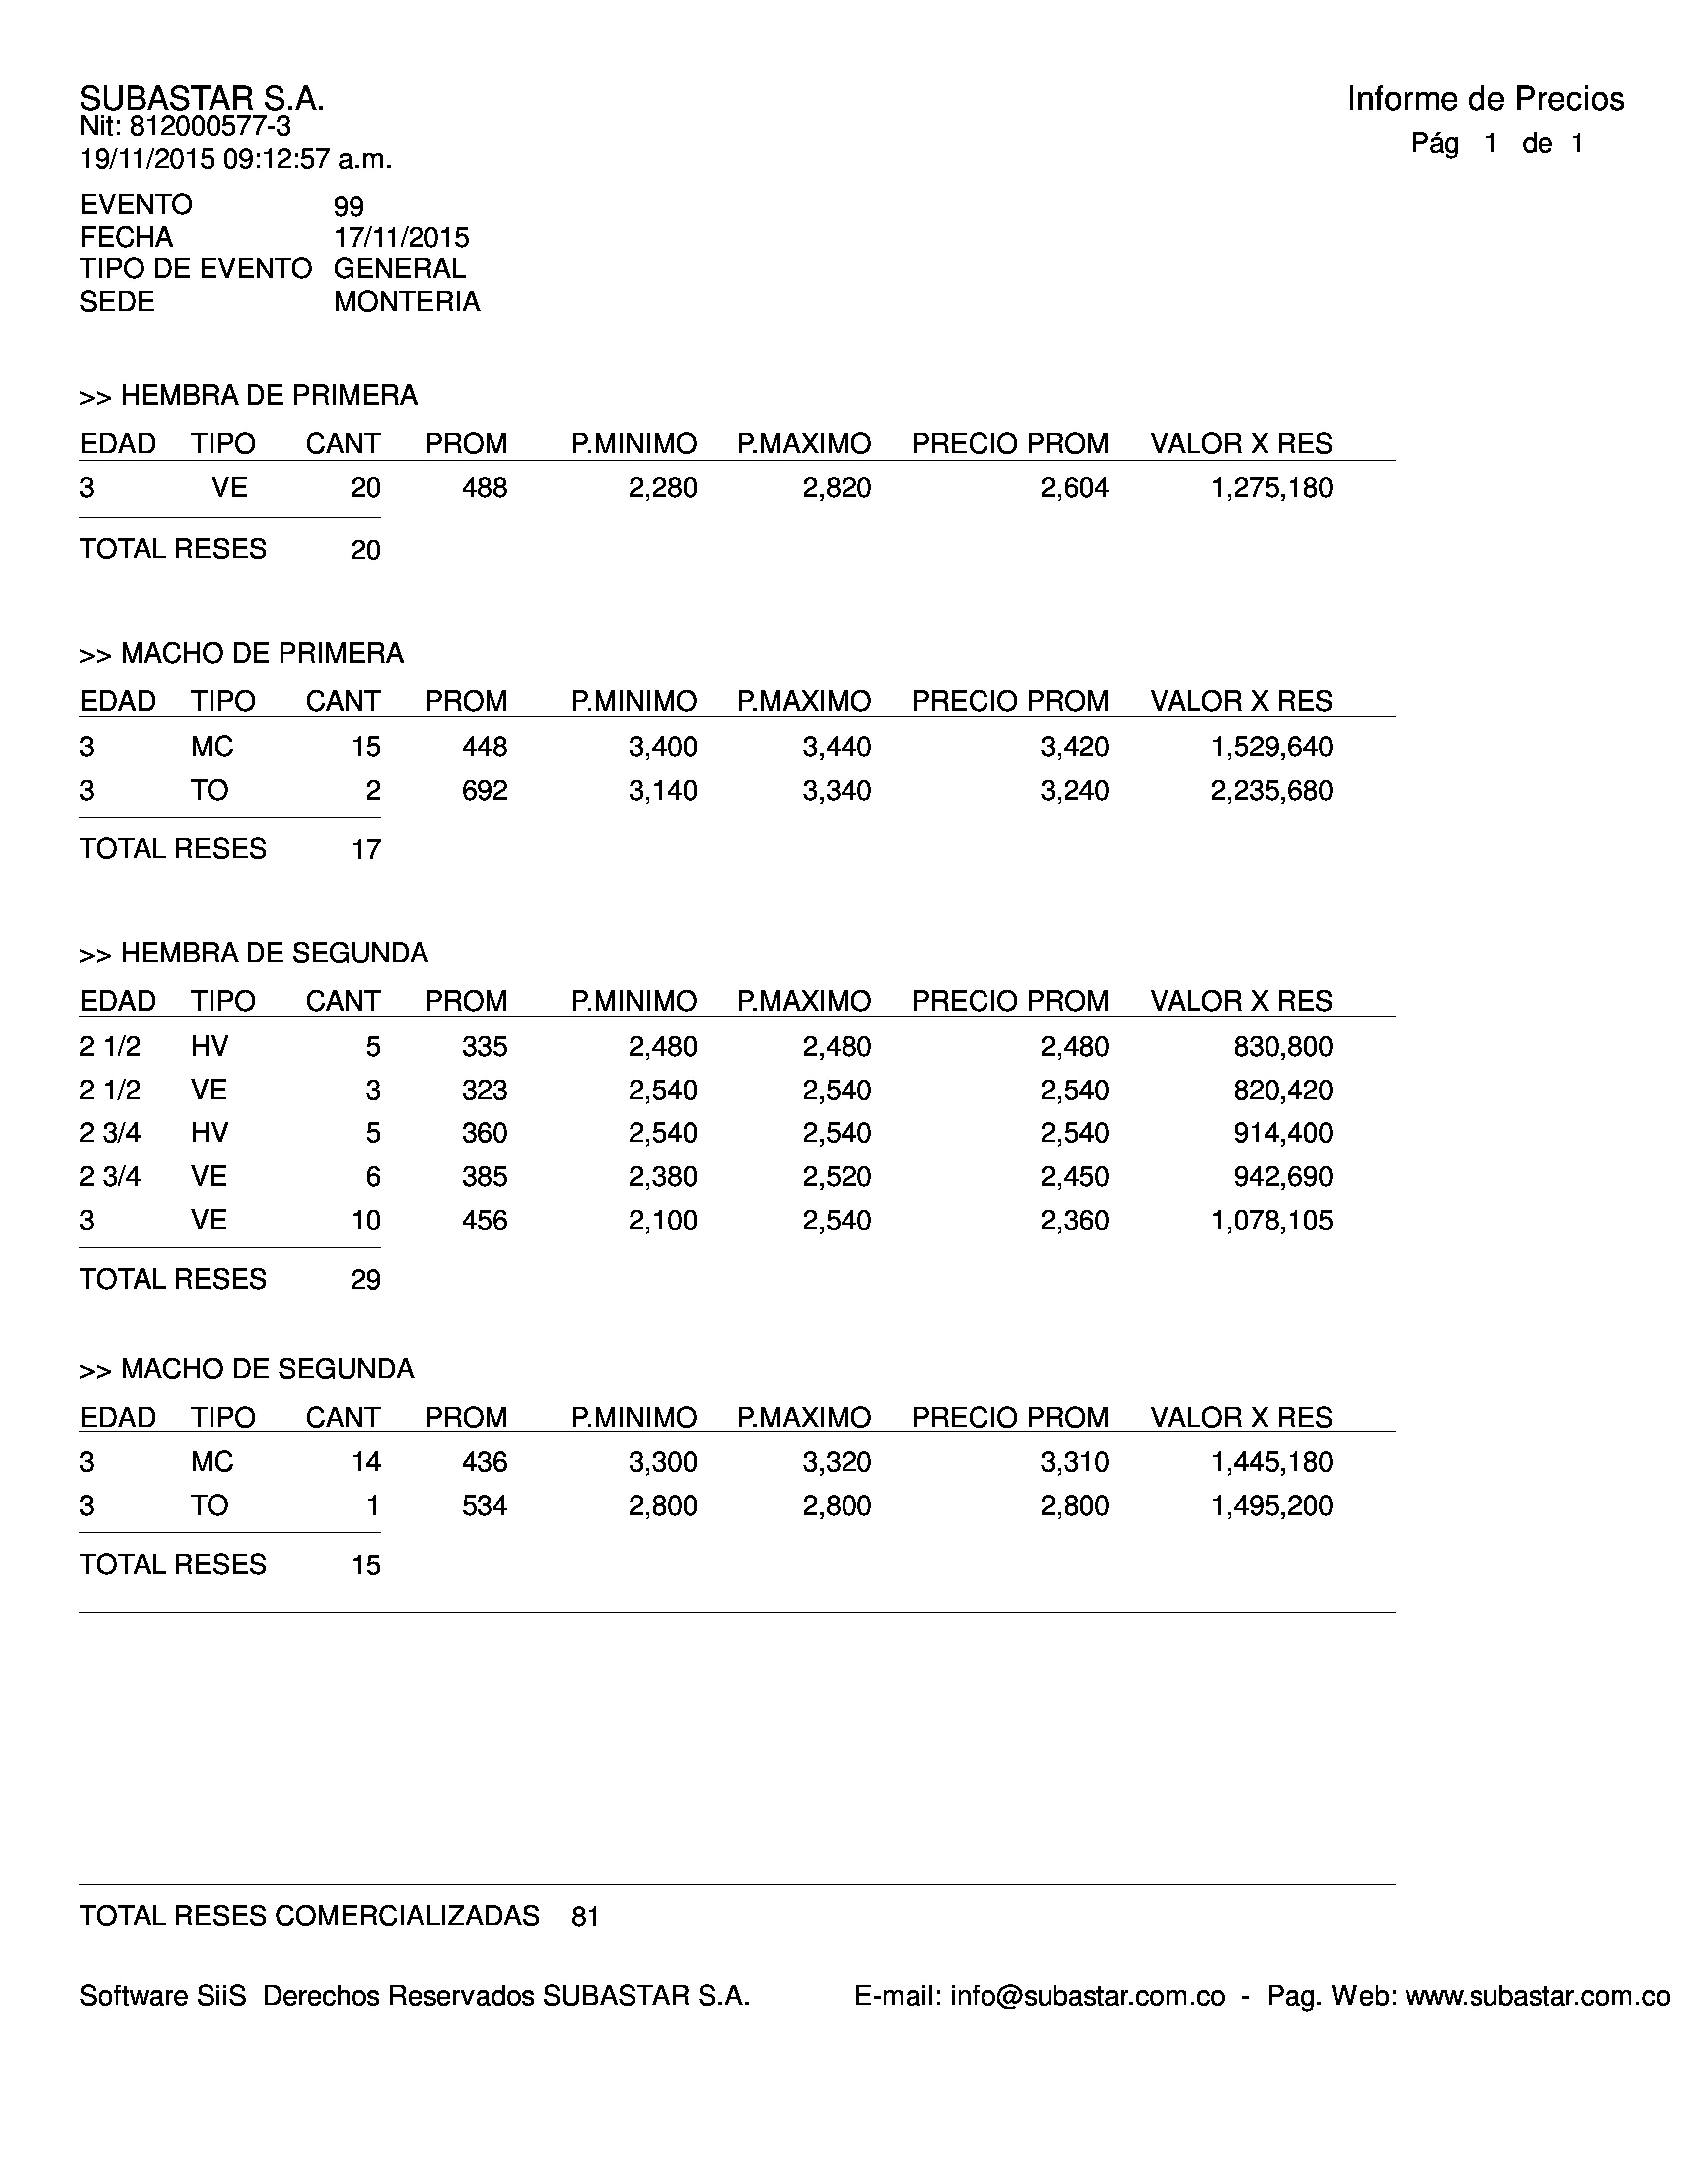 SUBASTAR S.A. Informe de Precios
Nit: 812000577-3
19/11/2015 09:12:57 a.m. Pág 1 de 1
EVENTO 99
FECHA 17/11/2015
TIPO DE EVENTO GENERAL
SEDE MONTERIA
>> HEMBRA DE PRIMERA
EDAD TIPO CANT PROM P.MINIMO P.MAXIMO PRECIO PROM VALOR X RES
3 VE 20 488 2,280 2,820 2,604 1,275,180
TOTAL RESES 20
>> MACHO DE PRIMERA
EDAD TIPO CANT PROM P.MINIMO P.MAXIMO PRECIO PROM VALOR X RES
3 MC 15 448 3,400 3,440 3,420 1,529,640
3 TO 2 692 3,140 3,340 3,240 2,235,680
TOTAL RESES 17
>> HEMBRA DE SEGUNDA
EDAD TIPO CANT PROM P.MINIMO P.MAXIMO PRECIO PROM VALOR X RES
2 1/2 HV 5 335 2,480 2,480 2,480 830,800
2 1/2 VE 3 323 2,540 2,540 2,540 820,420
2 3/4 HV 5 360 2,540 2,540 2,540 914,400
2 3/4 VE 6 385 2,380 2,520 2,450 942,690
3 VE 10 456 2,100 2,540 2,360 1,078,105
TOTAL RESES 29
>> MACHO DE SEGUNDA
EDAD TIPO CANT PROM P.MINIMO P.MAXIMO PRECIO PROM VALOR X RES
3 MC 14 436 3,300 3,320 3,310 1,445,180
3 TO 1 534 2,800 2,800 2,800 1,495,200
TOTAL RESES 15
TOTAL RESES COMERCIALIZADAS 81
Software SiiS Derechos Reservados SUBASTAR S.A. E-mail: info@subastar.com.co - Pag. Web: www.subastar.com.co